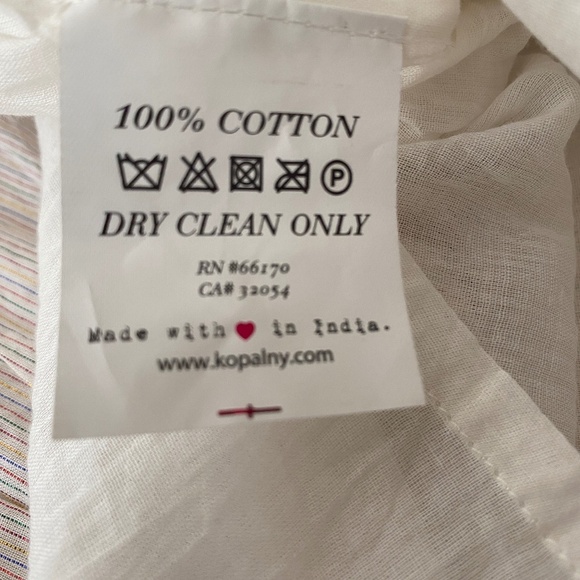 100% COTTON
P
DRY CLEAN ONLY
RN #66170
CA# 32054
Made with ❤ in India.
www.kopalny.com